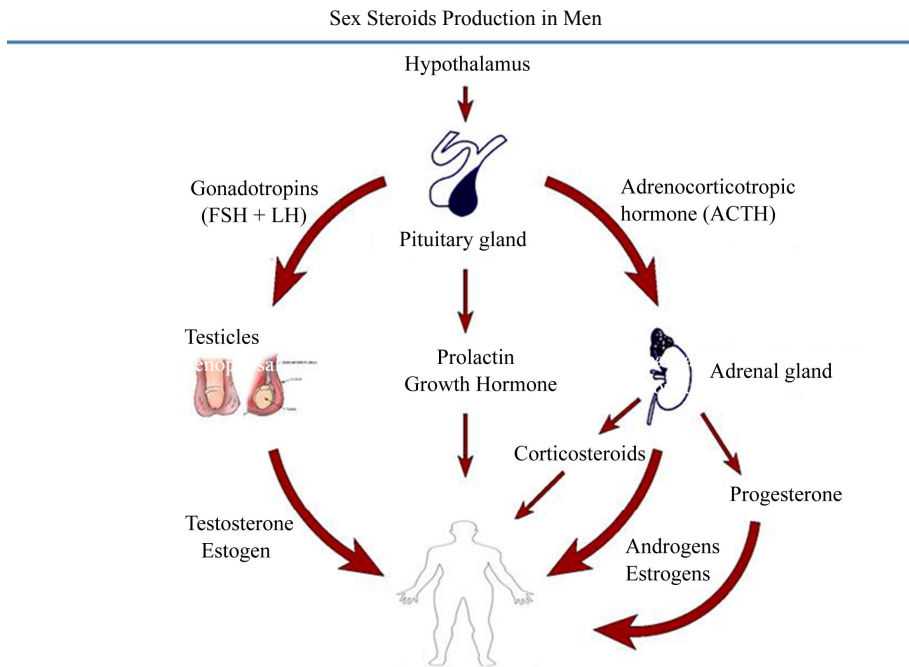 Sex Steroids Production in Men
Hypothalamus
Gonadotropins
(FSH + LH)
Adrenocorticotropic
hormone (ACTH)
Pituitary gland
Testicles
Prolactin
Growth Hormone
Adrenal gland
Corticosteroids
Progesterone
Testosterone
Estogen
Androgens
Estrogens